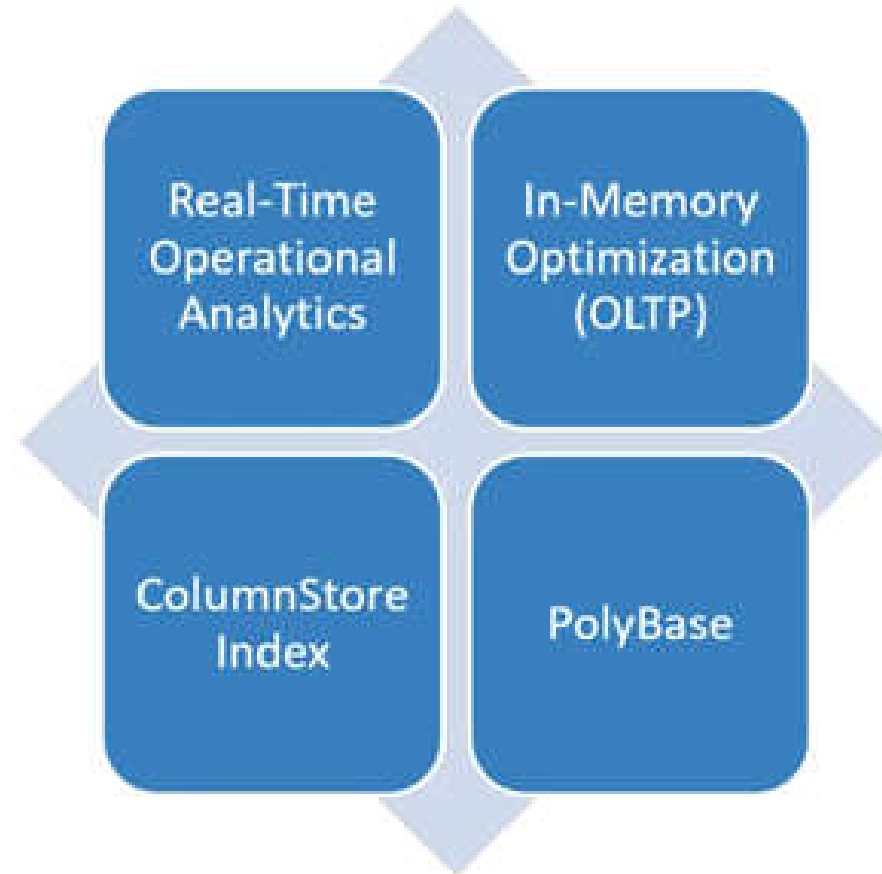 Real-Time
Operational
Analytics
In-Memory
Optimization
(OLTP)
ColumnStore
Index
PolyBase